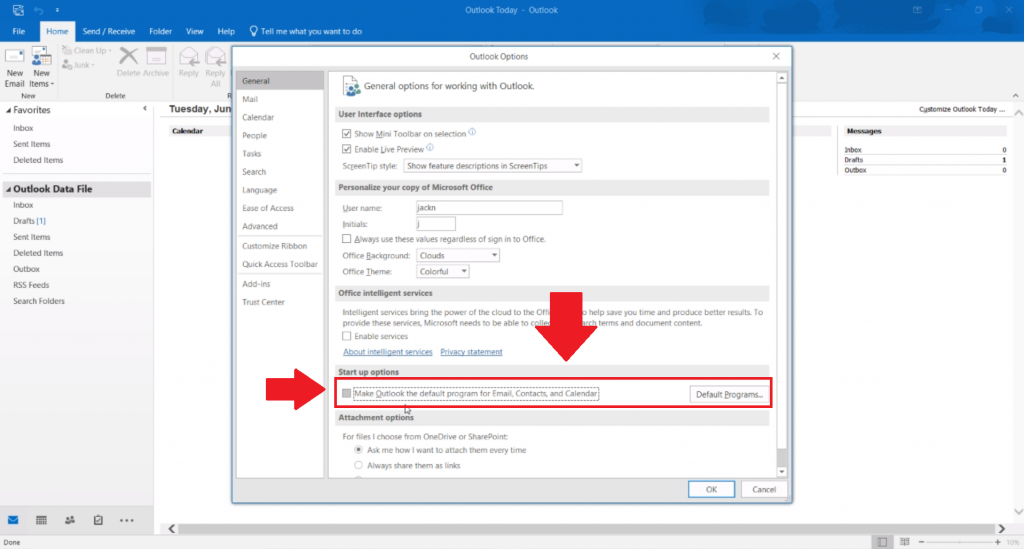 Outlook Today - Outlook
File Home Send / Receive Folder View Help Tell me what you want to do
New Email
New Items
Clean Up
Junk
Delete
Archive
Reply
Reply All
New
Delete
Favorites
Inbox
Sent Items
Deleted Items
Outlook Data File
Inbox
Drafts [1]
Sent Items
Deleted Items
Outbox
RSS Feeds
Search Folders
Tuesday, Jun
Customize Outlook Today ...
Calendar
Messages
Inbox 0
Drafts 1
Outbox 0
Outlook Options
General
Mail
Calendar
People
Tasks
Search
Language
Ease of Access
Advanced
Customize Ribbon
Quick Access Toolbar
Add-ins
Trust Center
General options for working with Outlook.
User Interface options
Show Mini Toolbar on selection
Enable Live Preview
ScreenTip style: Show feature descriptions in ScreenTips
Personalize your copy of Microsoft Office
User name: jackn
Initials: j
Always use these values regardless of sign in to Office.
Office Background: Clouds
Office Theme: Colorful
Office intelligent services
Intelligent services bring the power of the cloud to the Offi to help save you time and produce better results. To
provide these services, Microsoft needs to be able to colle rch terms and document content.
Enable services
About intelligent services Privacy statement
Start up options
Make Outlook the default program for Email, Contacts, and Calendar Default Programs...
Attachment options
For files I choose from OneDrive or SharePoint:
Ask me how I want to attach them every time
Always share them as links
OK Cancel
Done
10%